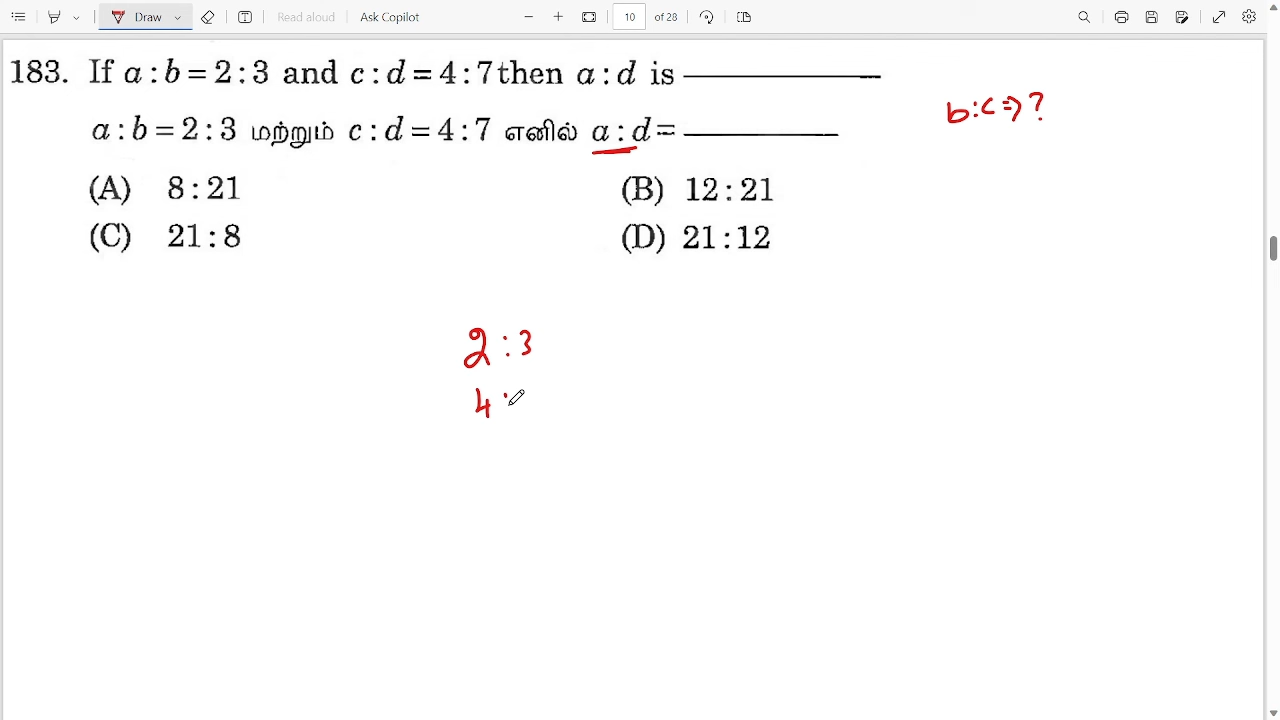 Draw
Read aloud
Ask Copilot
10 of 28
183. If a : b = 2 : 3 and c : d = 4 : 7 then a : d is
b:c => ?
a : b = 2 : 3 மற்றும் c : d = 4 : 7 எனில் a : d =
(A) 8 : 21 (B) 12 : 21
(C) 21 : 8 (D) 21 : 12
2 : 3
4 :